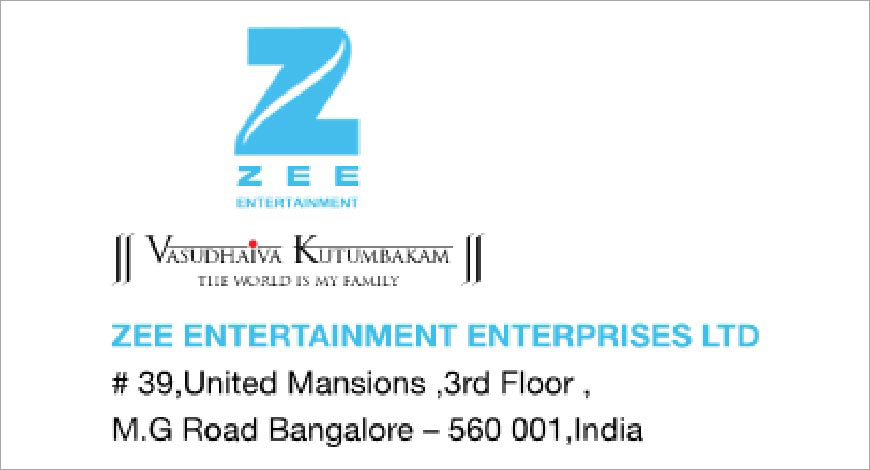 Z
ZEE
ENTERTAINMENT
|| VASUDHAIVA KUTUMBAKAM ||
THE WORLD IS MY FAMILY
ZEE ENTERTAINMENT ENTERPRISES LTD
# 39,United Mansions ,3rd Floor ,
M.G Road Bangalore – 560 001,India